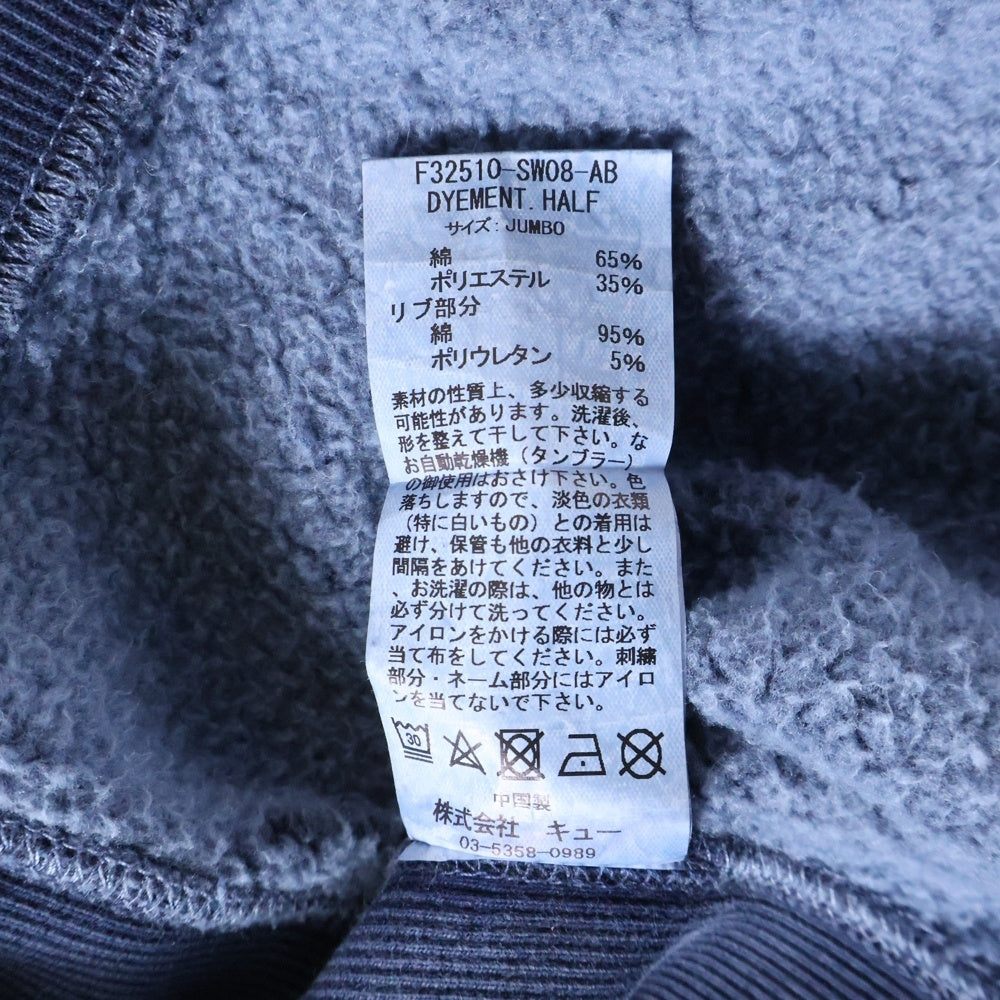 F32510-SW08-AB
DYEMENT.HALF
サイズ: JUMBO
綿 65%
ポリエステル 35%
リブ部分
綿 95%
ポリウレタン 5%
素材の性質上、多少収縮する
可能性があります。洗濯後、
形を整えて干して下さい。な
お自動乾燥機（タンブラー）
の御使用はおさけ下さい。色
落ちしますので、淡色の衣類
（特に白いもの）との着用は
避け、保管も他の衣料と少し
間隔をあけてください。また
、お洗濯の際は、他の物とは
必ず分けて洗ってください。
アイロンをかける際には必ず
当て布をしてください。刺繍
部分・ネーム部分にはアイロ
ンを当てないで下さい。
30
中国製
株式会社 キュー
03-5358-0989